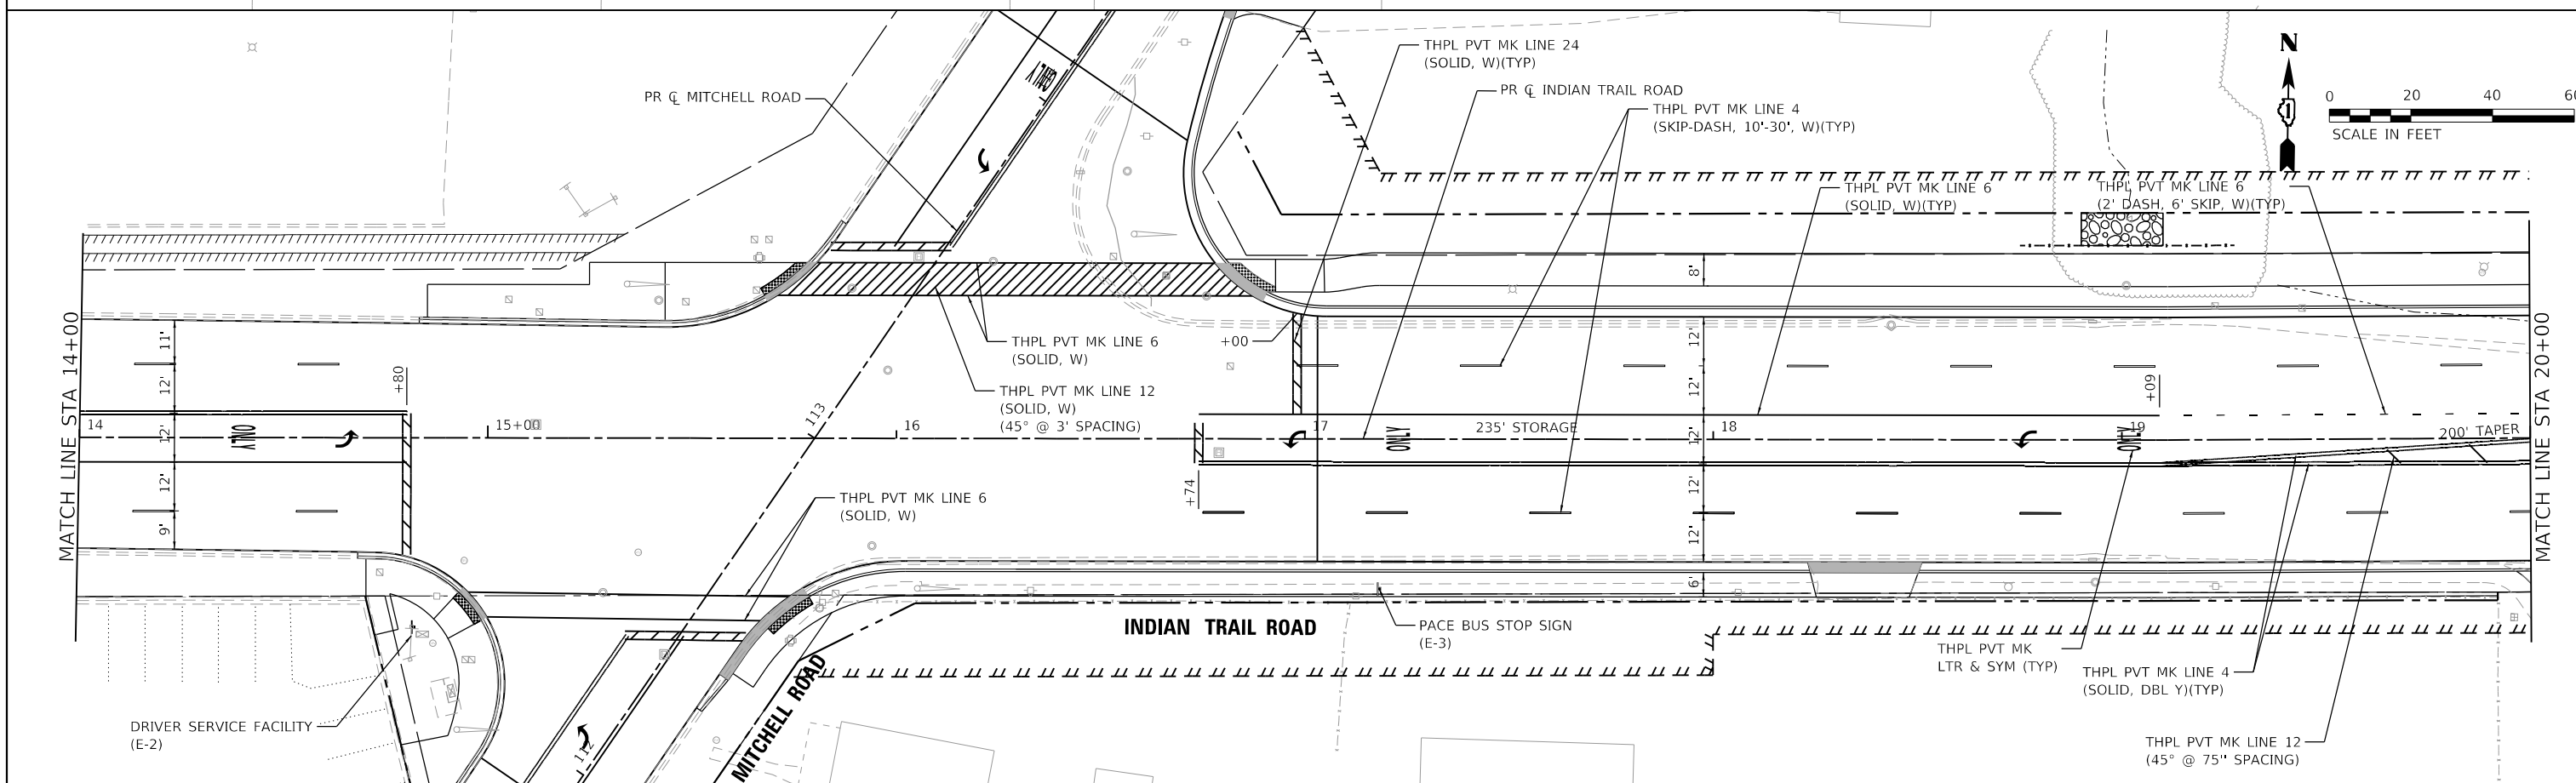 THPL PVT MK LINE 24
(SOLID, W)(TYP)
PR ℄ MITCHELL ROAD
PR ℄ INDIAN TRAIL ROAD
THPL PVT MK LINE 4
(SKIP-DASH, 10'-30', W)(TYP)
N
1
0 20 40 60
SCALE IN FEET
ONLY
THPL PVT MK LINE 6
(SOLID, W)(TYP)
THPL PVT MK LINE 6
(2' DASH, 6' SKIP, W)(TYP)
8'
MATCH LINE STA 14+00
11'
12'
12'
12'
9'
+80
THPL PVT MK LINE 6
(SOLID, W)
+00
THPL PVT MK LINE 12
(SOLID, W)
(45° @ 3' SPACING)
12'
12'
12'
12'
12'
6'
+09
MATCH LINE STA 20+00
14
ONLY
15+00
113
16
17
ONLY
235' STORAGE
18
ONLY
19
200' TAPER
+74
THPL PVT MK LINE 6
(SOLID, W)
INDIAN TRAIL ROAD
PACE BUS STOP SIGN
(E-3)
THPL PVT MK
LTR & SYM (TYP)
THPL PVT MK LINE 4
(SOLID, DBL Y)(TYP)
DRIVER SERVICE FACILITY
(E-2)
112
MITCHELL ROAD
THPL PVT MK LINE 12
(45° @ 75" SPACING)